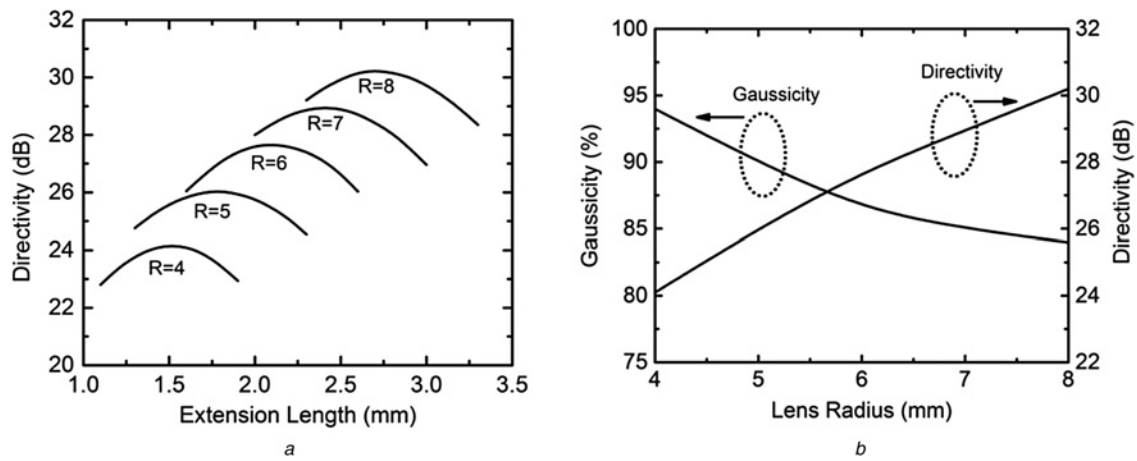 32
30
28
26
24
22
20
Directivity (dB)
R=8
R=7
R=6
R=5
R=4
1.0 1.5 2.0 2.5 3.0 3.5
Extension Length (mm)
a
100
95
90
85
80
75
Gaussicity (%)
Gaussicity
Directivity
32
30
28
26
24
22
Directivity (dB)
4 5 6 7 8
Lens Radius (mm)
b